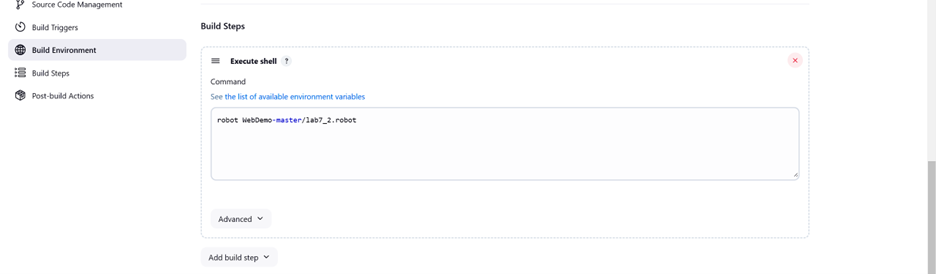 Source Code Management
Build Triggers
Build Environment
Build Steps
Post-build Actions
Build Steps
Execute shell ?
Command
See the list of available environment variables
robot WebDemo-master/lab7_2.robot
Advanced
Add build step